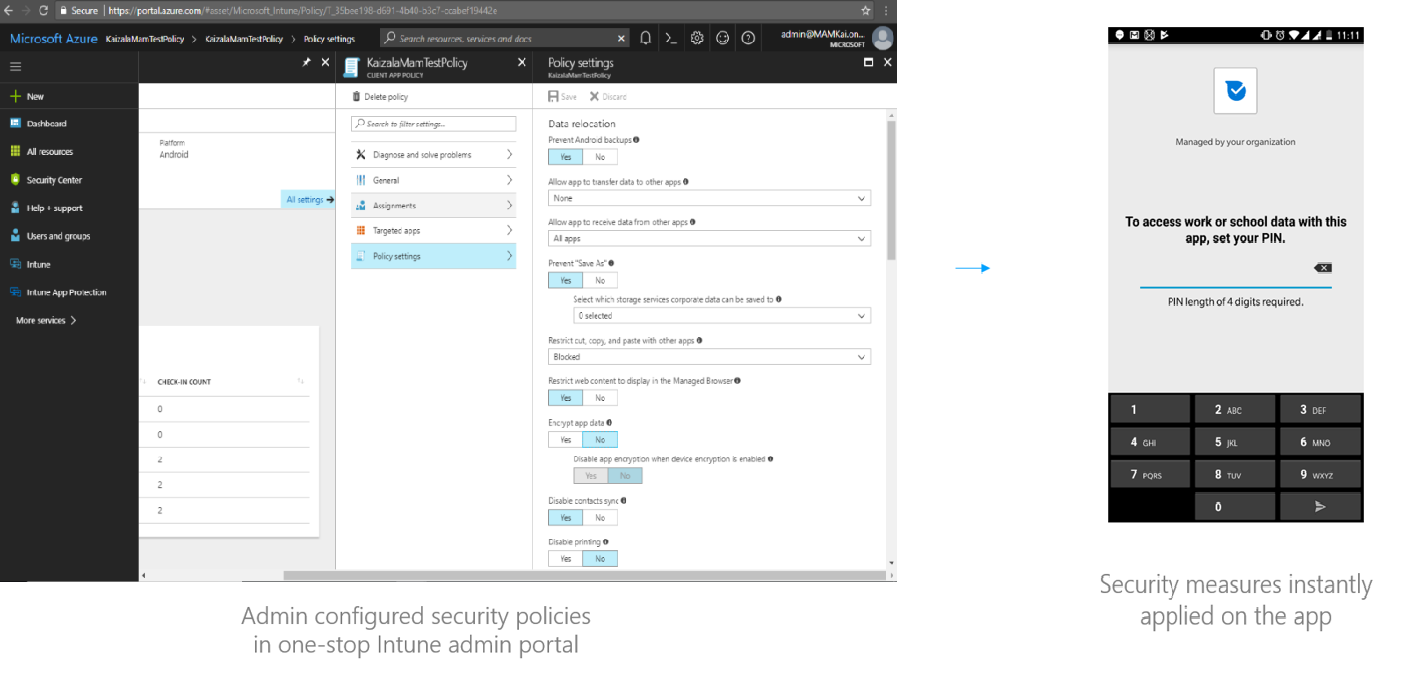 Secure | https://portal.azure.com/#asset/Microsoft_Intune/Policy/T_35bee198-d691-4b40-b3c7-ccabef19442e
Microsoft Azure KaizalaMamTestPolicy > KaizalaMamTestPolicy > Policy settings
Search resources, services and docs
admin@MAMKai.on...
MICROSOFT
New
Dashboard
All resources
Security Center
Help + support
Users and groups
Intune
Intune App Protection
More services >
Platform
Android
All settings →
CHECK-IN COUNT
0
0
2
2
2
KaizalaMamTestPolicy
CLIENT APP POLICY
Delete policy
Search to filter settings...
Diagnose and solve problems
General
Assignments
Targeted apps
Policy settings
Policy settings
KaizalaMamTestPolicy
Save Discard
Data relocation
Prevent Android backups
Yes No
Allow app to transfer data to other apps
None
Allow app to receive data from other apps
All apps
Prevent "Save As"
Yes No
Select which storage services corporate data can be saved to
0 selected
Restrict cut, copy, and paste with other apps
Blocked
Restrict web content to display in the Managed Browser
Yes No
Encrypt app data
Yes No
Disable app encryption when device encryption is enabled
Yes No
Disable contacts sync
Yes No
Disable printing
Yes No
Admin configured security policies
in one-stop Intune admin portal
11:11
Managed by your organization
To access work or school data with this
app, set your PIN.
PIN length of 4 digits required.
1 2 ABC 3 DEF
4 GHI 5 JKL 6 MNO
7 PQRS 8 TUV 9 WXYZ
0
Security measures instantly
applied on the app